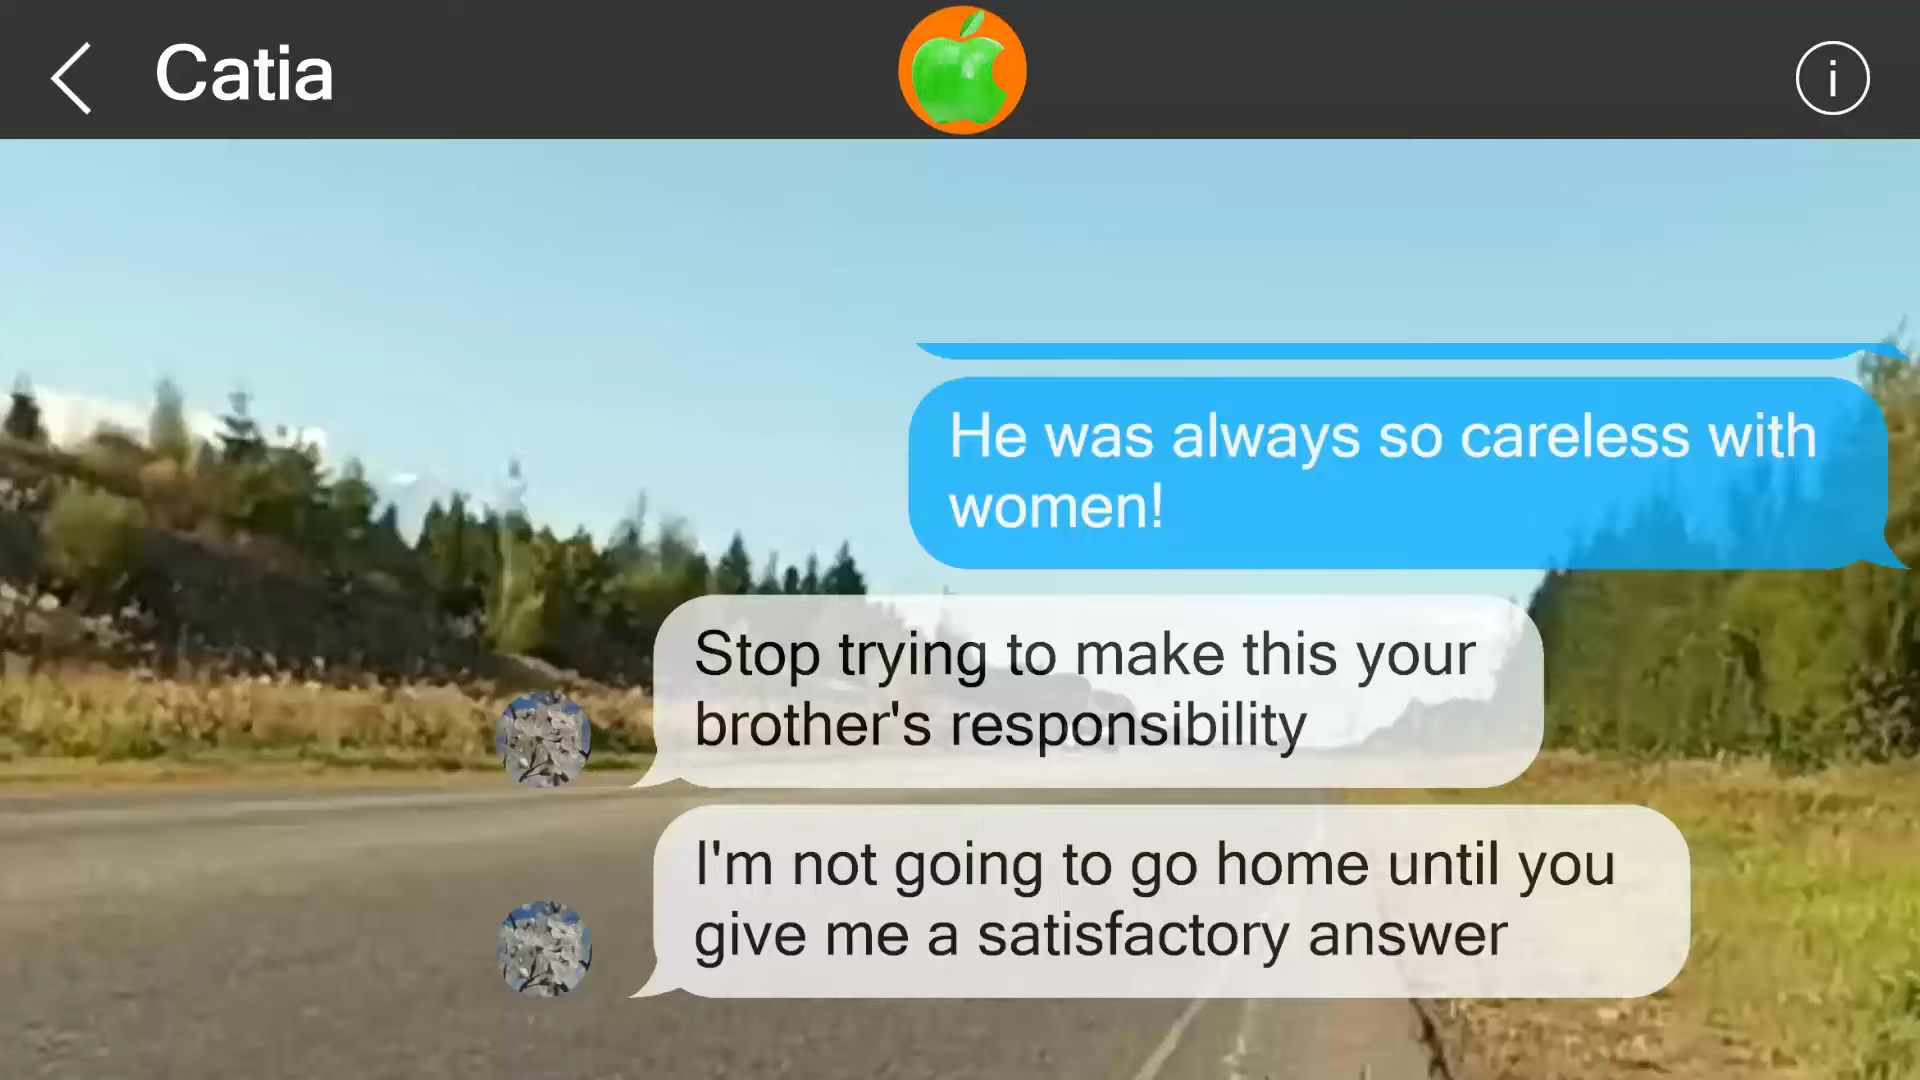 Catia
i
He was always so careless with
women!
Stop trying to make this your
brother's responsibility
I'm not going to go home until you
give me a satisfactory answer